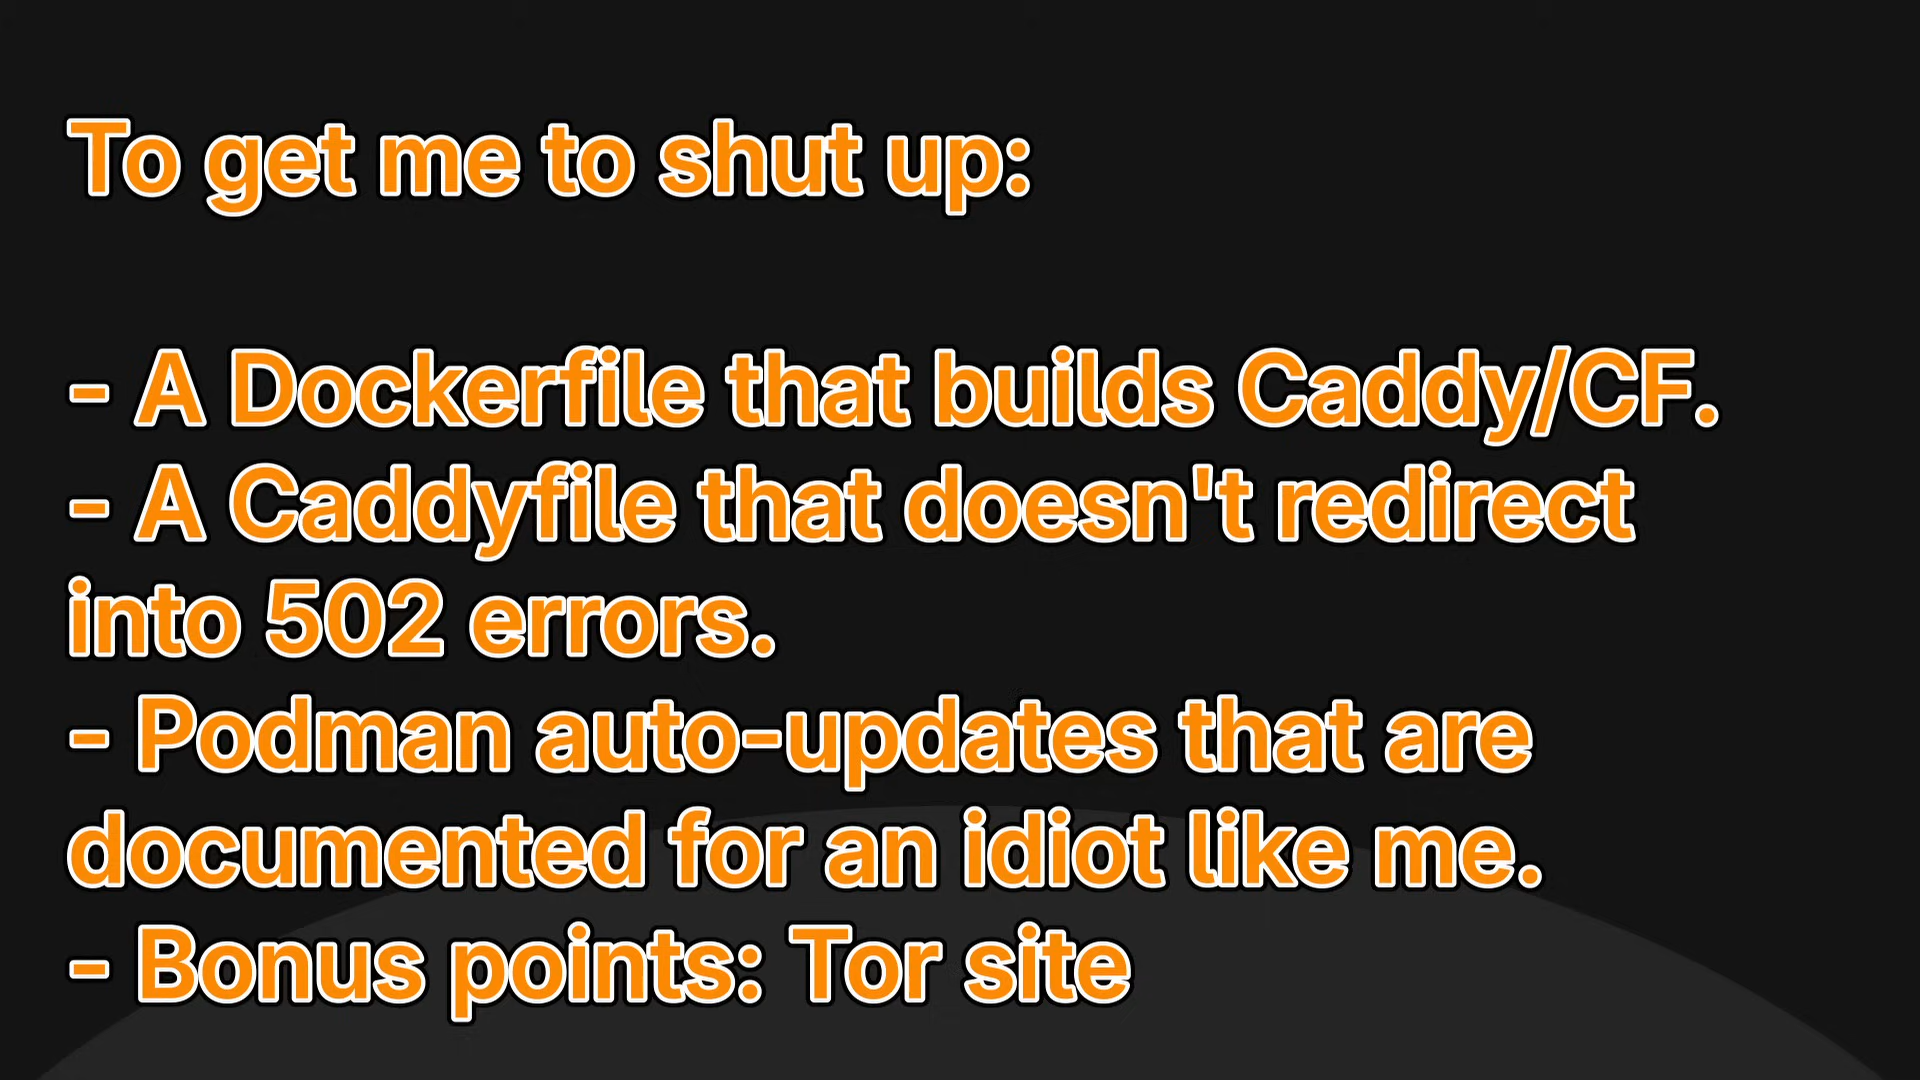 To get me to shut up:
- A Dockerfile that builds Caddy/CF.
- A Caddyfile that doesn't redirect
into 502 errors.
- Podman auto-updates that are
documented for an idiot like me.
- Bonus points: Tor site